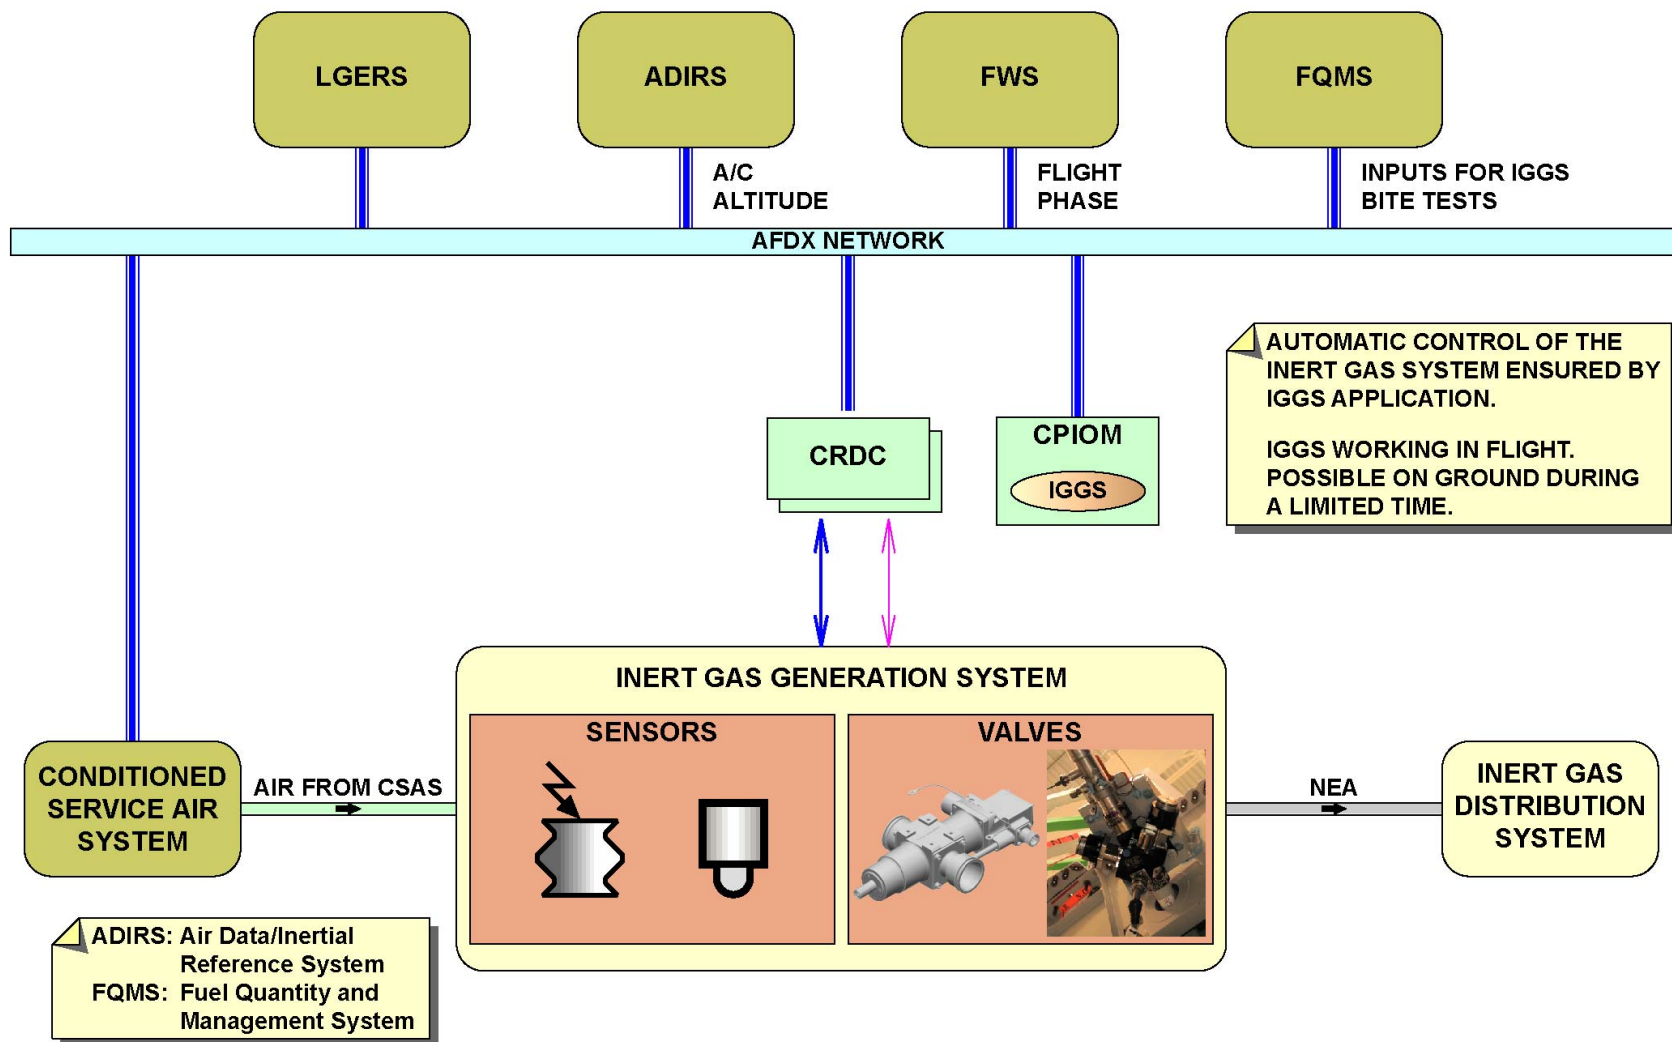 LGERS
ADIRS
FWS
FQMS
A/C
ALTITUDE
FLIGHT
PHASE
INPUTS FOR IGGS
BITE TESTS
AFDX NETWORK
AUTOMATIC CONTROL OF THE
INERT GAS SYSTEM ENSURED BY
IGGS APPLICATION.
IGGS WORKING IN FLIGHT.
POSSIBLE ON GROUND DURING
A LIMITED TIME.
CRDC
CPIOM
IGGS
INERT GAS GENERATION SYSTEM
SENSORS
VALVES
CONDITIONED
SERVICE AIR
SYSTEM
AIR FROM CSAS
NEA
INERT GAS
DISTRIBUTION
SYSTEM
ADIRS: Air Data/Inertial
Reference System
FQMS: Fuel Quantity and
Management System